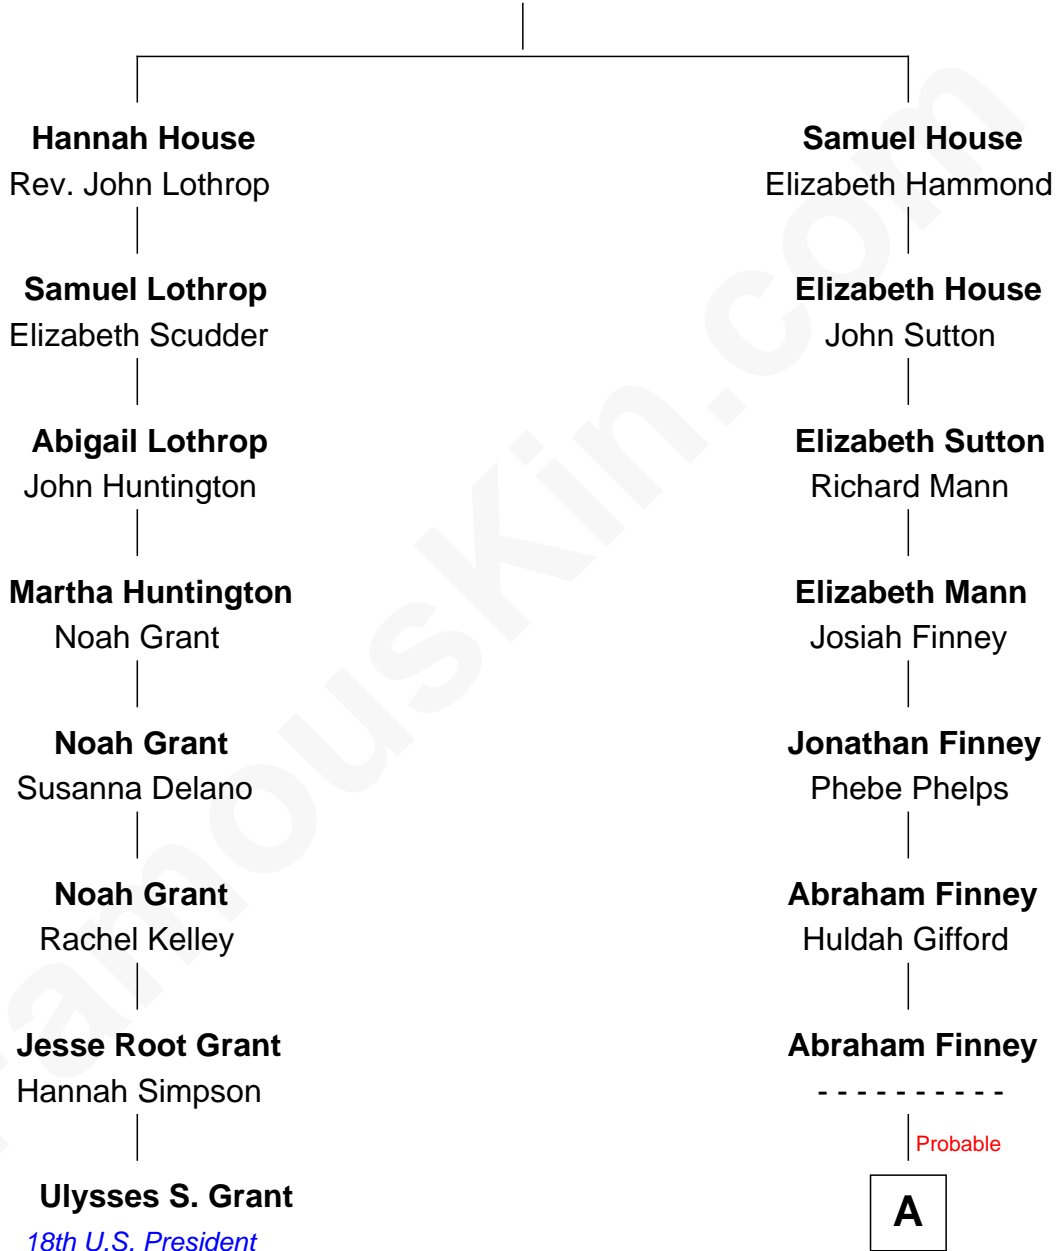 Hannah House
Rev. John Lothrop
Samuel House
Elizabeth Hammond
Samuel Lothrop
Elizabeth Scudder
Elizabeth House
John Sutton
Abigail Lothrop
John Huntington
Elizabeth Sutton
Richard Mann
Martha Huntington
Noah Grant
Elizabeth Mann
Josiah Finney
Noah Grant
Susanna Delano
Jonathan Finney
Phebe Phelps
Noah Grant
Rachel Kelley
Abraham Finney
Huldah Gifford
Jesse Root Grant
Hannah Simpson
Abraham Finney
- - - - - - - - - -
Probable
Ulysses S. Grant
18th U.S. President
A
FamousKin.com